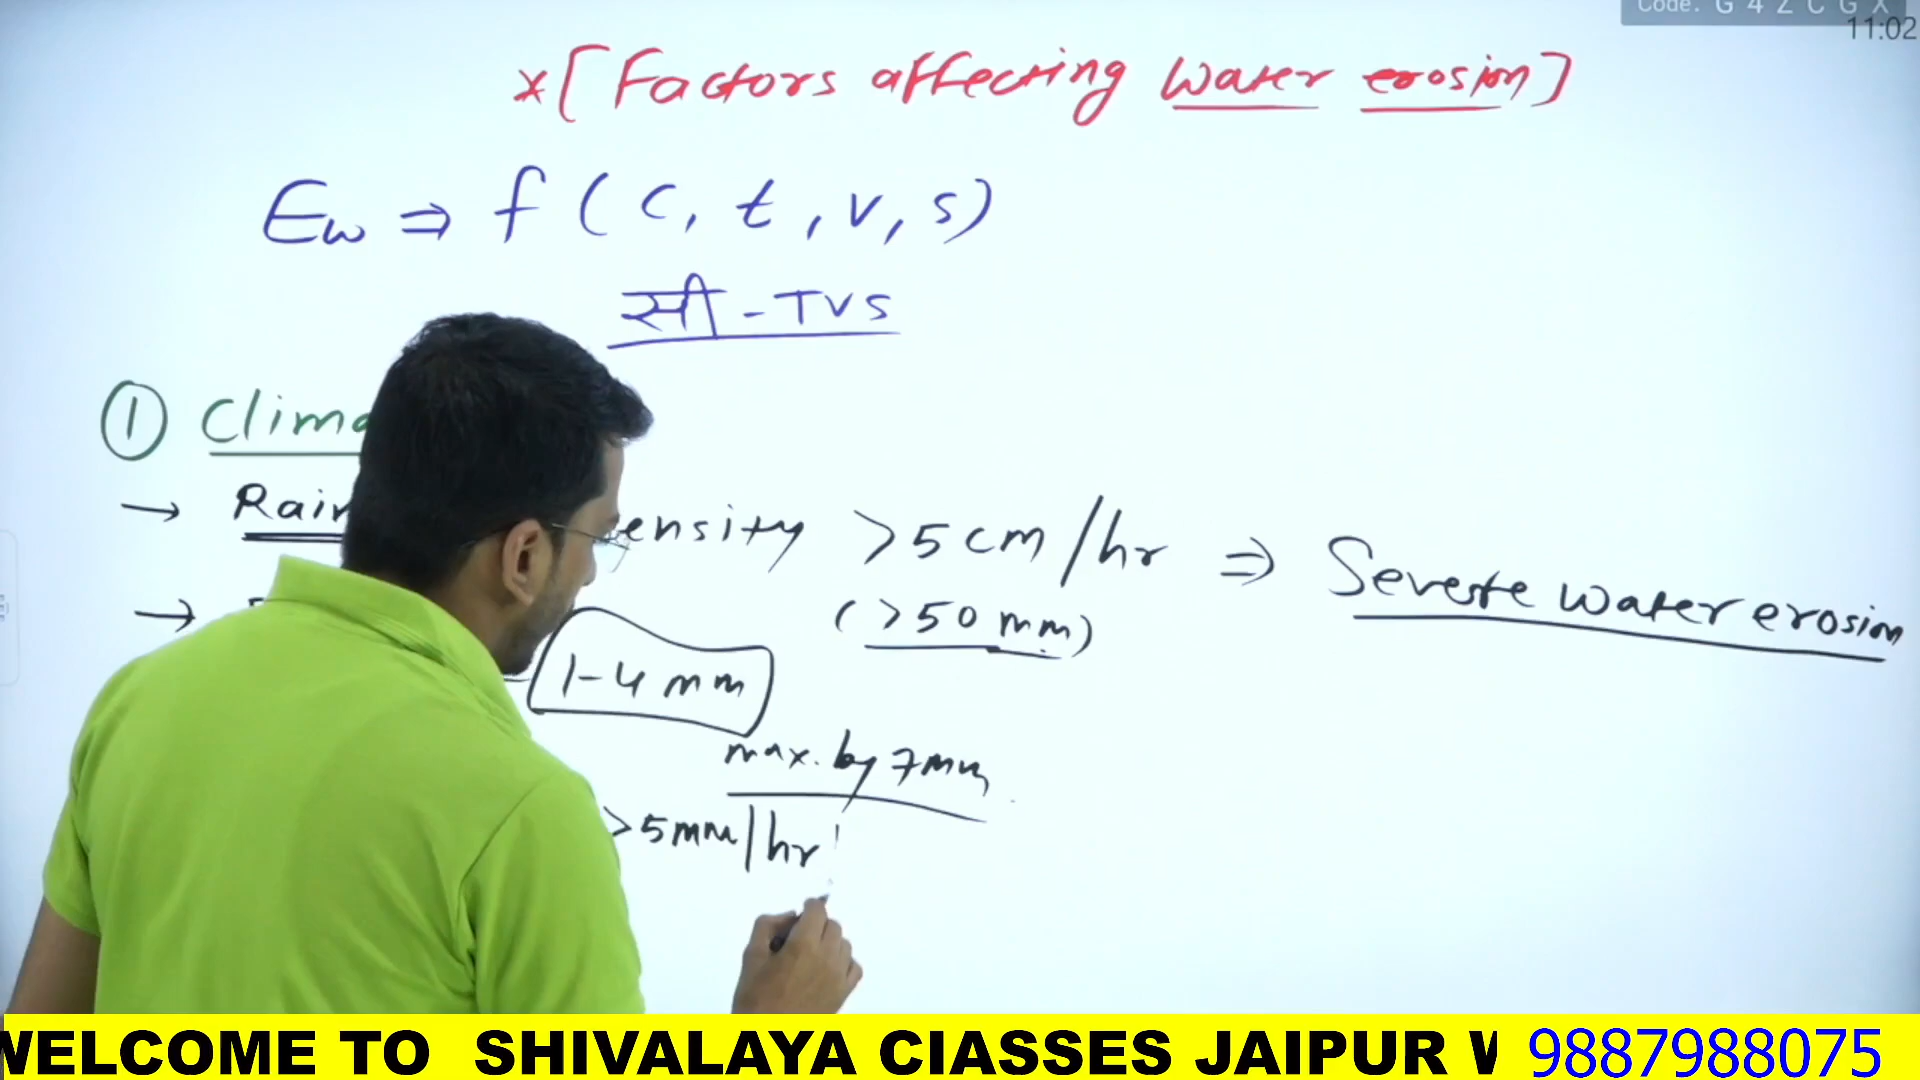 Code: G 4 Z C G X
11:02
*[Factors affecting water erosion]
Ew ⇒ f (c, t, v, s)
सी - TVS
① Clima
→ Rain ensity >5 cm/hr ⇒ Severe water erosion
→ (>50 mm)
1-4 mm
max. by 7mm
>5mm/hr
WELCOME TO SHIVALAYA ClASSES JAIPUR W 9887988075